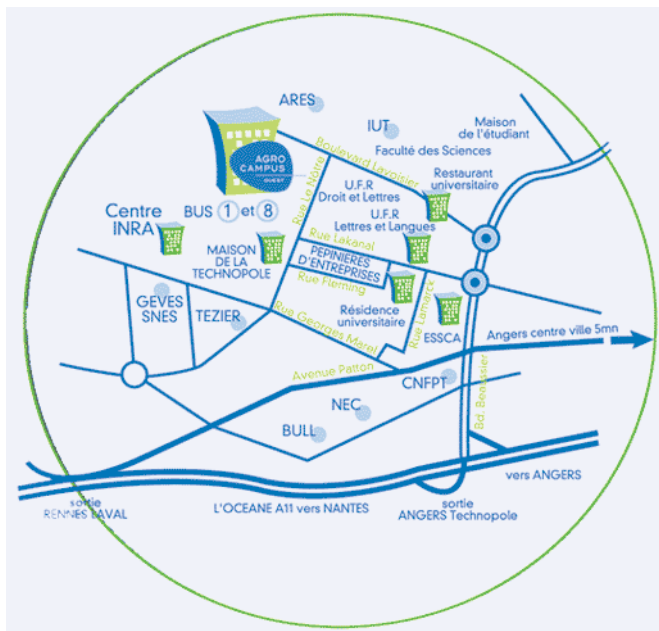 ARES
IUT
Maison
de l'étudiant
Boulevard Lavoisier
Faculté des Sciences
AGRO
CAMPUS
OUEST
Rue Le Nôtre
U.F.R
Droit et Lettres
Restaurant
universitaire
Centre
INRA
BUS 1 et 8
U.F.R
Lettres et Langues
Rue Lakanal
MAISON
DE LA
TECHNOPOLE
PEPINIERES
D'ENTREPRISES
Rue Fleming
GEVES
SNES
TEZIER
Résidence
universitaire
Rue Lamarck
ESSCA
Rue Georges Morel
Angers centre ville 5mn
Avenue Patton
CNFPT
Bd. Beaussier
NEC
BULL
vers ANGERS
sortie
RENNES LAVAL
L'OCEANE A11 vers NANTES
sortie
ANGERS Technopole